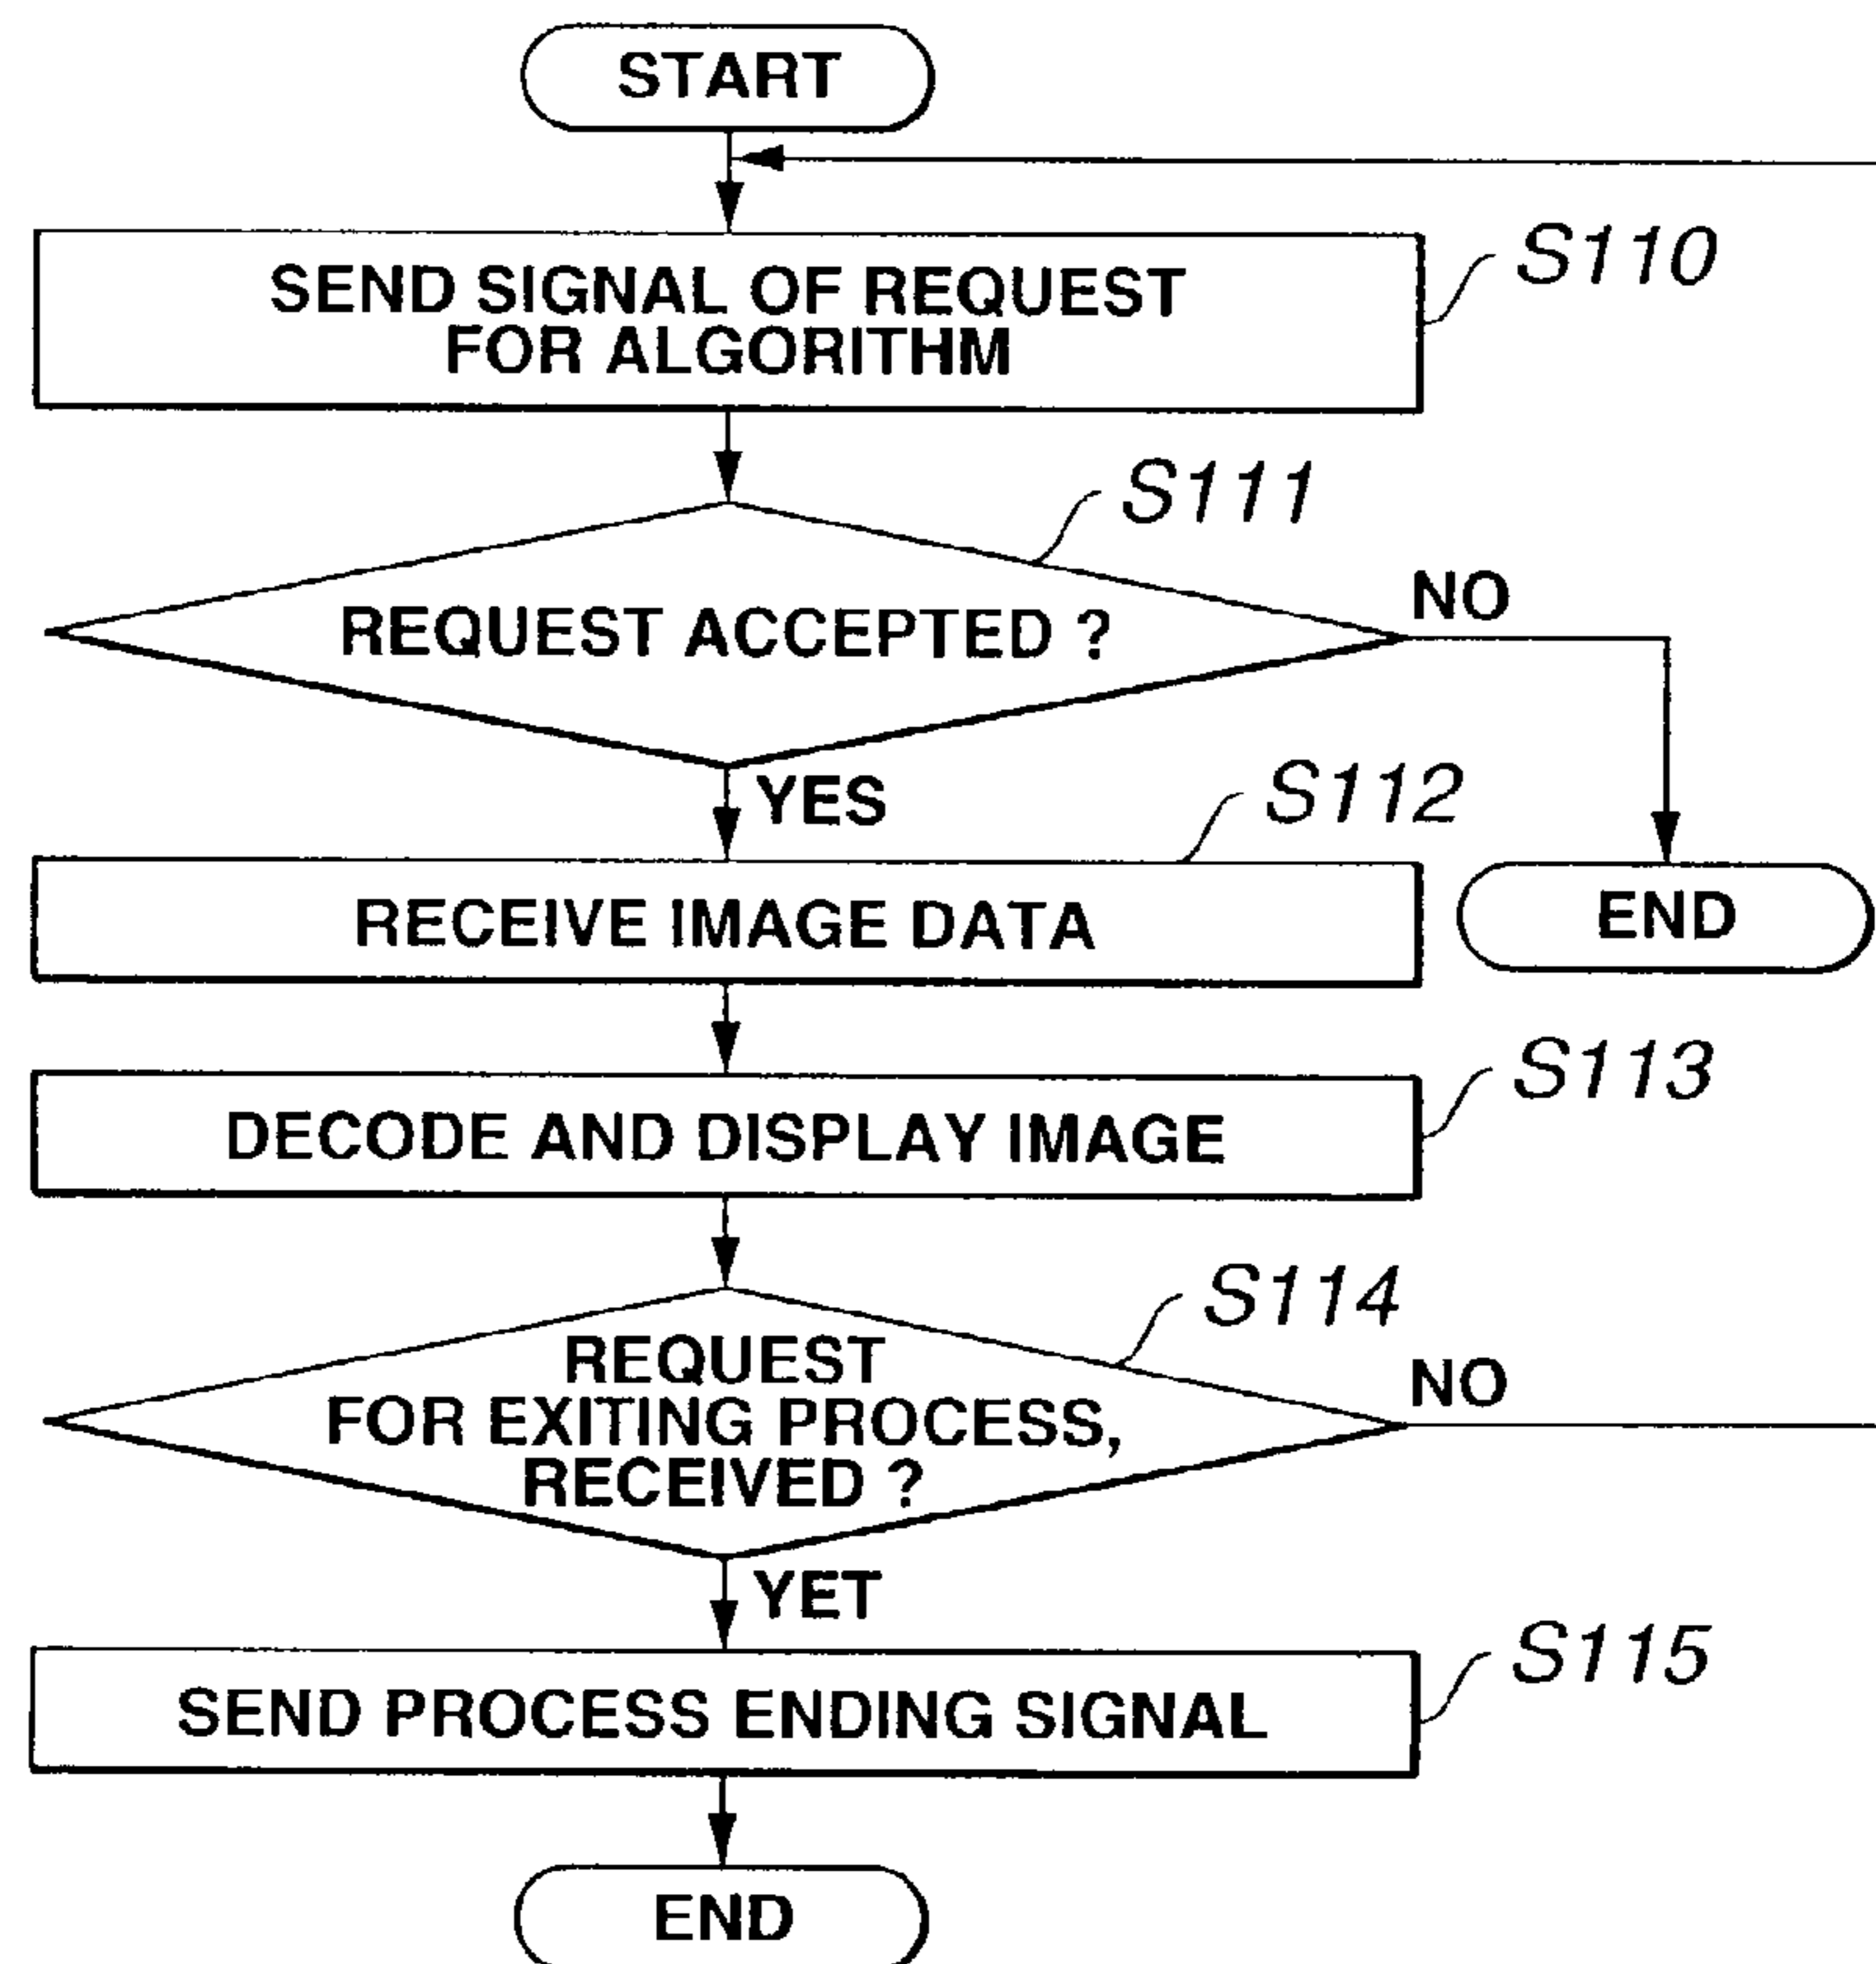 START
S110
SEND SIGNAL OF REQUEST
FOR ALGORITHM
S111
REQUEST ACCEPTED ?
NO
YES
S112
RECEIVE IMAGE DATA
END
S113
DECODE AND DISPLAY IMAGE
S114
REQUEST
FOR EXITING PROCESS,
RECEIVED ?
NO
YET
S115
SEND PROCESS ENDING SIGNAL
END